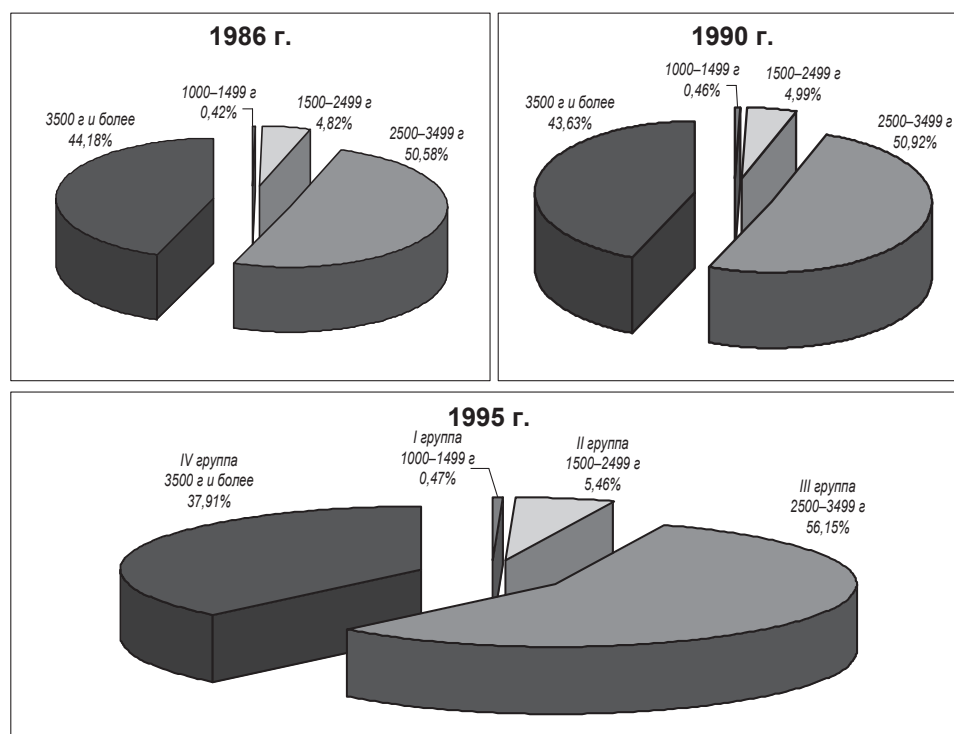 1986 г.
1000–1499 г
0,42%
1500–2499 г
4,82%
3500 г и более
44,18%
2500–3499 г
50,58%
1990 г.
1000–1499 г
0,46%
1500–2499 г
4,99%
3500 г и более
43,63%
2500–3499 г
50,92%
1995 г.
I группа
1000–1499 г
0,47%
II группа
1500–2499 г
5,46%
IV группа
3500 г и более
37,91%
III группа
2500–3499 г
56,15%